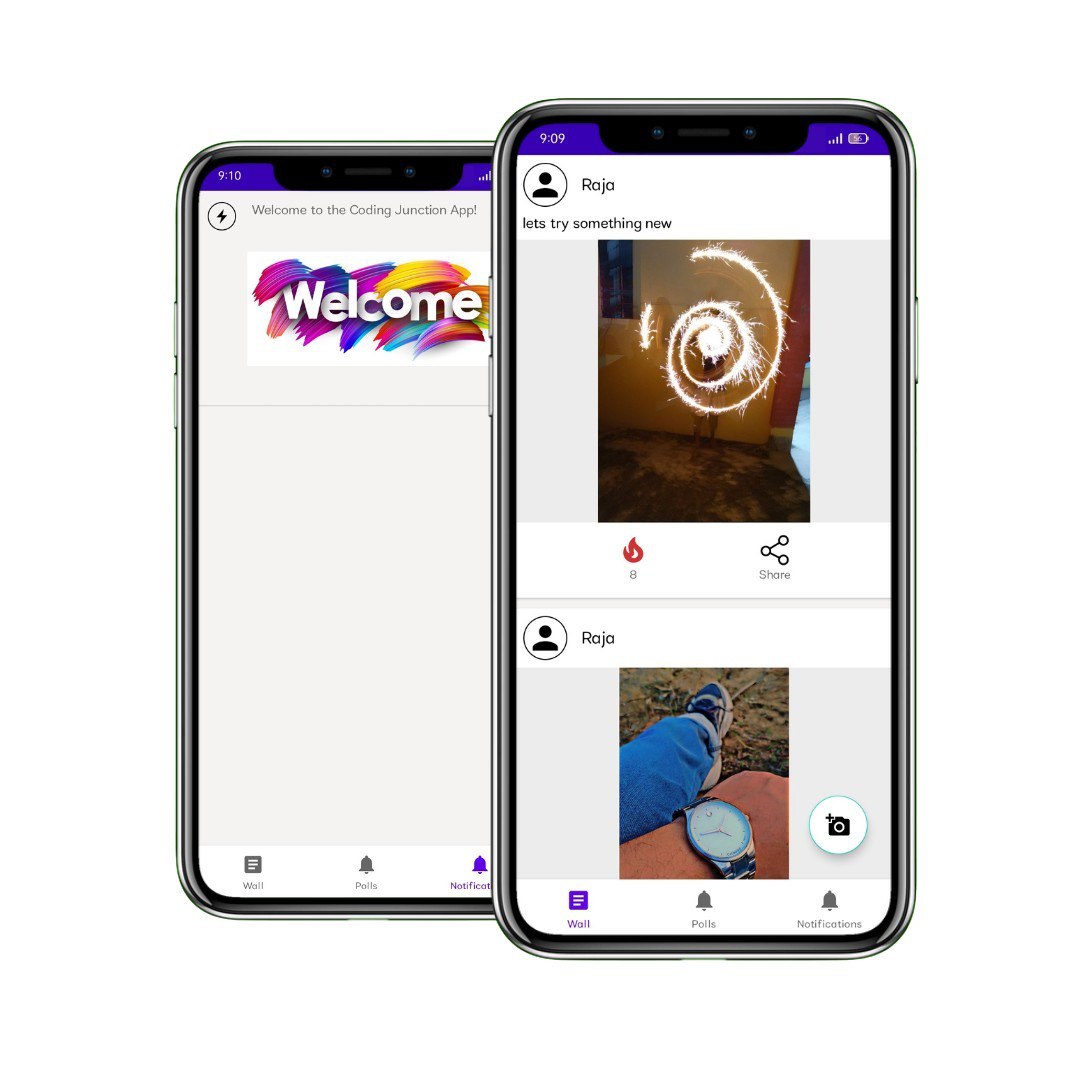 9:10
Welcome to the Coding Junction App!
Welcome
Wall
Polls
Notificat
9:09
56
Raja
lets try something new
8
Share
Raja
Wall
Polls
Notifications